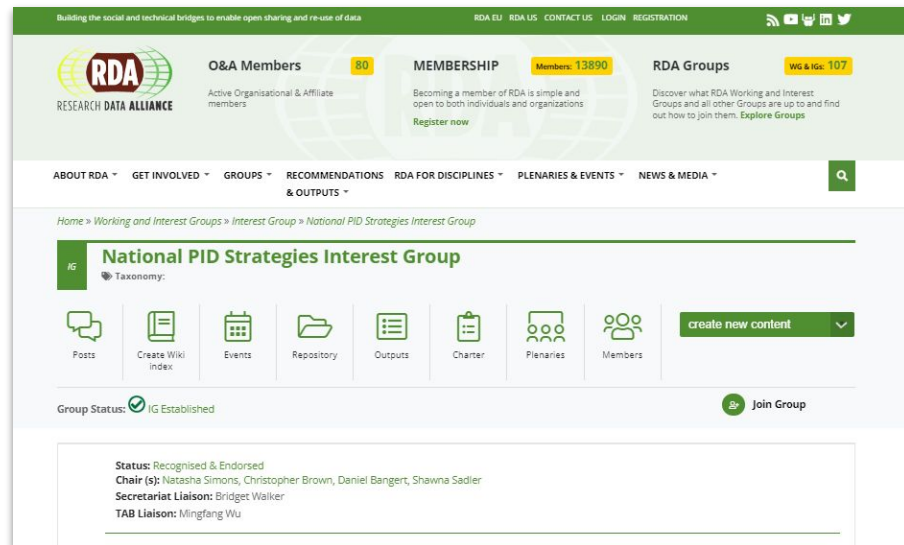 Building the social and technical bridges to enable open sharing and re-use of data
RDA EU RDA US CONTACT US LOGIN REGISTRATION
RDA
RESEARCH DATA ALLIANCE
O&A Members 80
Active Organisational & Affiliate
members
MEMBERSHIP Members: 13890
Becoming a member of RDA is simple and
open to both individuals and organizations
Register now
RDA Groups WG & IGs: 107
Discover what RDA Working and Interest
Groups and all other Groups are up to and find
out how to join them. Explore Groups
RDA
ABOUT RDA GET INVOLVED GROUPS RECOMMENDATIONS
& OUTPUTS RDA FOR DISCIPLINES PLENARIES & EVENTS NEWS & MEDIA
Home » Working and Interest Groups » Interest Group » National PID Strategies Interest Group
IG
National PID Strategies Interest Group
Taxonomy:
Posts
Create Wiki
index
Events
Repository
Outputs
Charter
Plenaries
Members
create new content
Group Status: IG Established
Join Group
Status: Recognised & Endorsed
Chair (s): Natasha Simons, Christopher Brown, Daniel Bangert, Shawna Sadler
Secretariat Liaison: Bridget Walker
TAB Liaison: Mingfang Wu